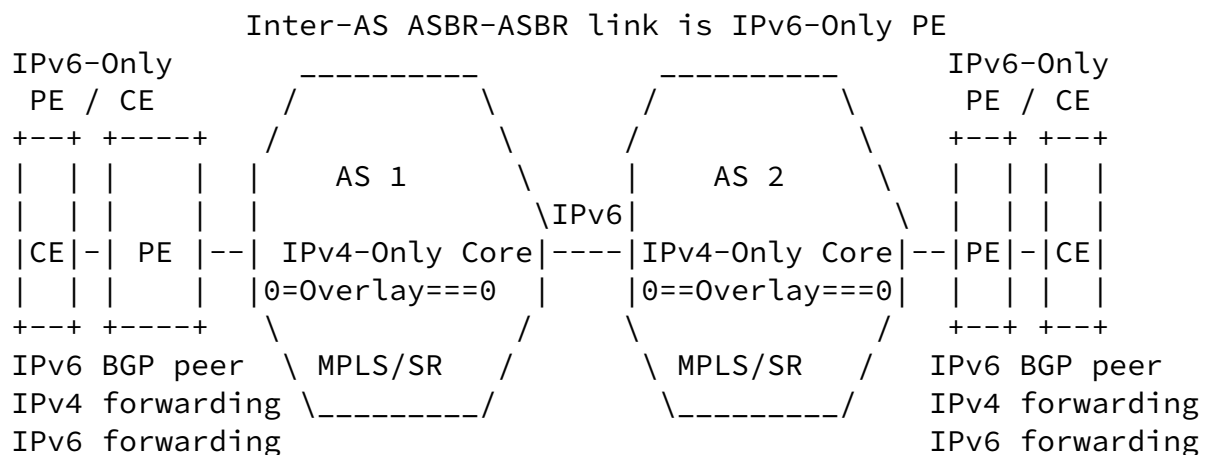 Inter-AS ASBR-ASBR link is IPv6-Only PE
IPv6-Only IPv6-Only
PE / CE PE / CE
AS 1 AS 2
IPv6
CE PE IPv4-Only Core IPv4-Only Core PE CE
0=Overlay===0 0==Overlay===0
MPLS/SR MPLS/SR
IPv6 BGP peer IPv6 BGP peer
IPv4 forwarding IPv4 forwarding
IPv6 forwarding IPv6 forwarding